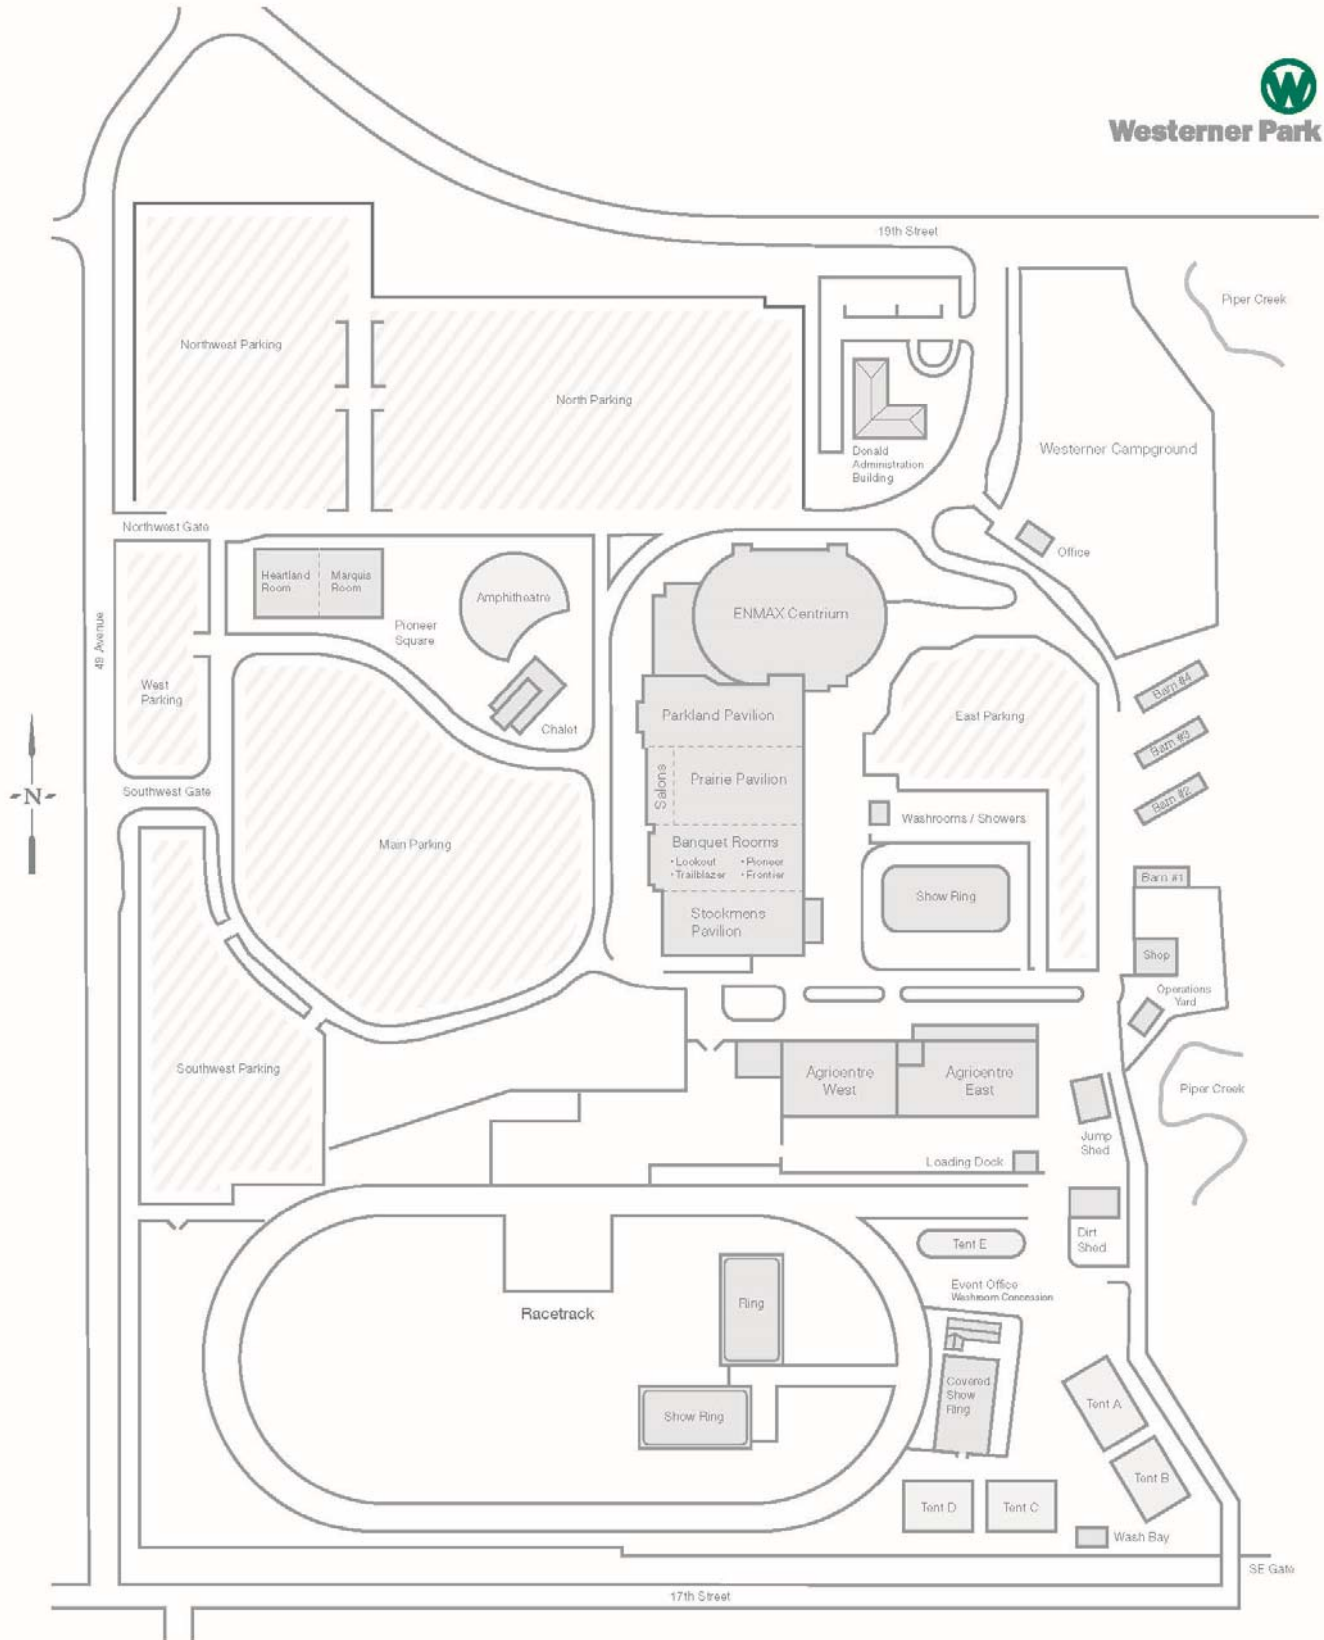 W
Westerner Park
19th Street
Piper Creek
Northwest Parking
North Parking
Westerner Campground
Donald
Administration
Building
Northwest Gate
Office
Heartland
Room
Marquis
Room
Amphitheatre
ENMAX Centrium
Pioneer
Square
49 Avenue
West
Parking
Chalet
Parkland Pavilion
East Parking
Barn #4
Barn #3
Barn #2
Salons
Prairie Pavilion
-N-
Southwest Gate
Main Parking
Washrooms / Showers
Banquet Rooms
•Lookout •Pioneer
•Trailblazer •Frontier
Barn #1
Show Ring
Stockmens
Pavilion
Shop
Operations
Yard
Southwest Parking
Agricentre
West
Agricentre
East
Piper Creek
Jump
Shed
Loading Dock
Dirt
Shed
Tent E
Event Office
Washroom Concession
Ring
Racetrack
Covered
Show
Ring
Show Ring
Tent A
Tent B
Tent D
Tent C
Wash Bay
SE Gate
17th Street